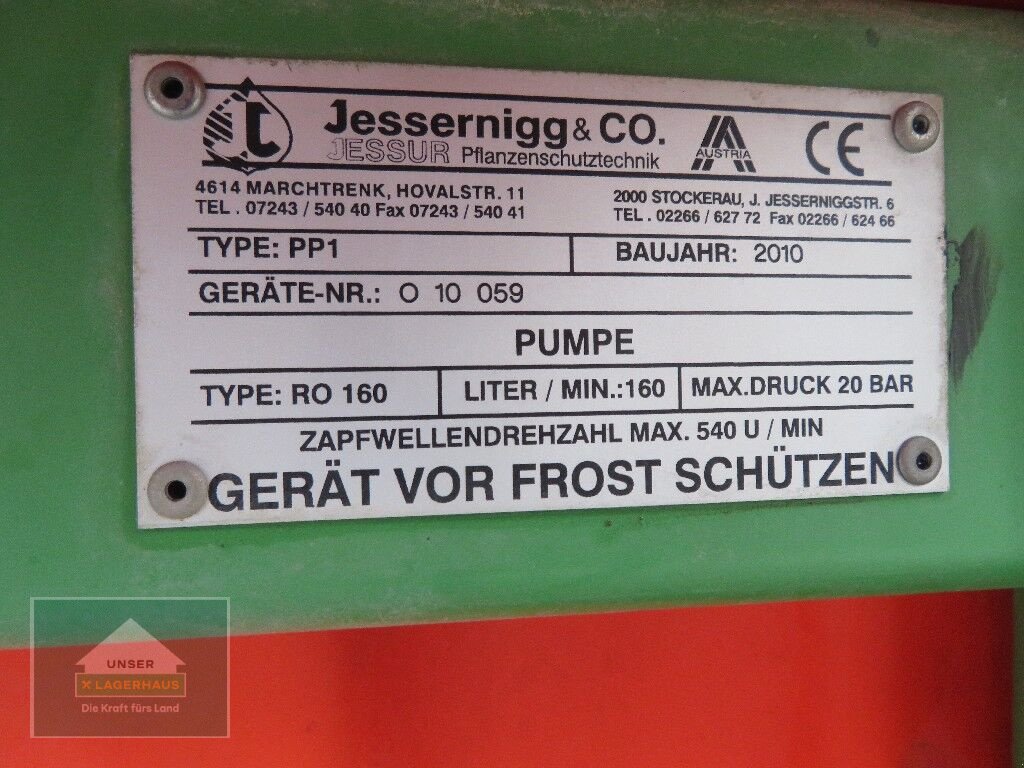 Jessernigg & CO.
JESSUR Pflanzenschutztechnik
AUSTRIA
CE
4614 MARCHTRENK, HOVALSTR. 11
TEL. 07243 / 540 40 Fax 07243 / 540 41
2000 STOCKERAU, J. JESSERNIGGSTR. 6
TEL. 02266 / 627 72 Fax 02266 / 624 66
TYPE: PP1 BAUJAHR: 2010
GERÄTE-NR.: O 10 059
PUMPE
TYPE: RO 160 LITER / MIN.:160 MAX.DRUCK 20 BAR
ZAPFWELLENDREHZAHL MAX. 540 U / MIN
GERÄT VOR FROST SCHÜTZEN
UNSER
LAGERHAUS
Die Kraft fürs Land